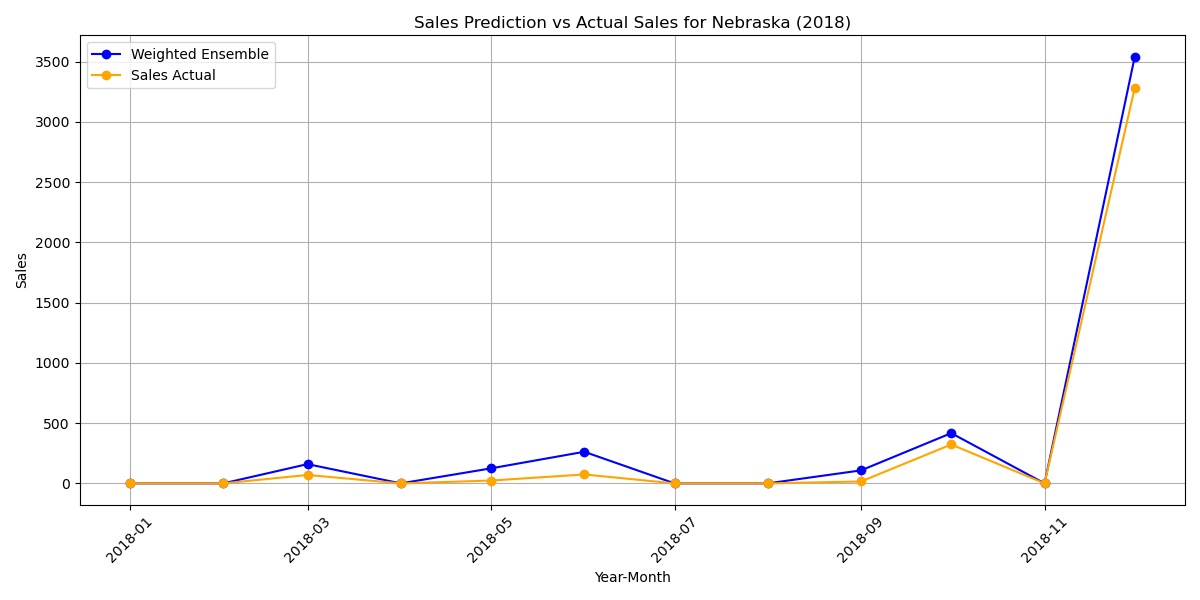 Sales Prediction vs Actual Sales for Nebraska (2018)
Weighted Ensemble
Sales Actual
3500
3000
2500
2000
1500
1000
500
0
Sales
2018-01
2018-03
2018-05
2018-07
2018-09
2018-11
Year-Month